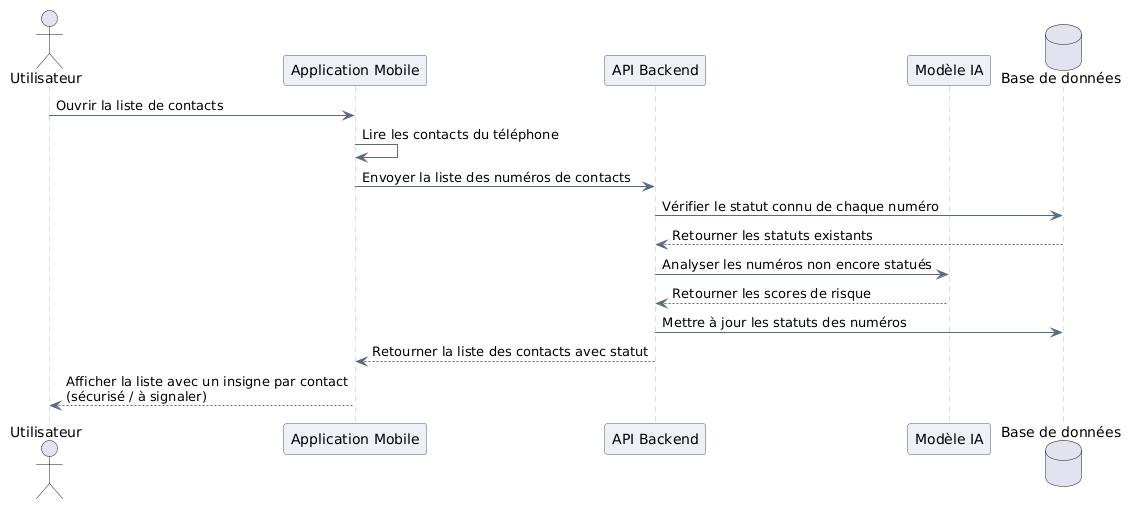 Utilisateur
Application Mobile
API Backend
Modèle IA
Base de données
Ouvrir la liste de contacts
Lire les contacts du téléphone
Envoyer la liste des numéros de contacts
Vérifier le statut connu de chaque numéro
Retourner les statuts existants
Analyser les numéros non encore statués
Retourner les scores de risque
Mettre à jour les statuts des numéros
Retourner la liste des contacts avec statut
Afficher la liste avec un insigne par contact
(sécurisé / à signaler)
Utilisateur
Application Mobile
API Backend
Modèle IA
Base de données